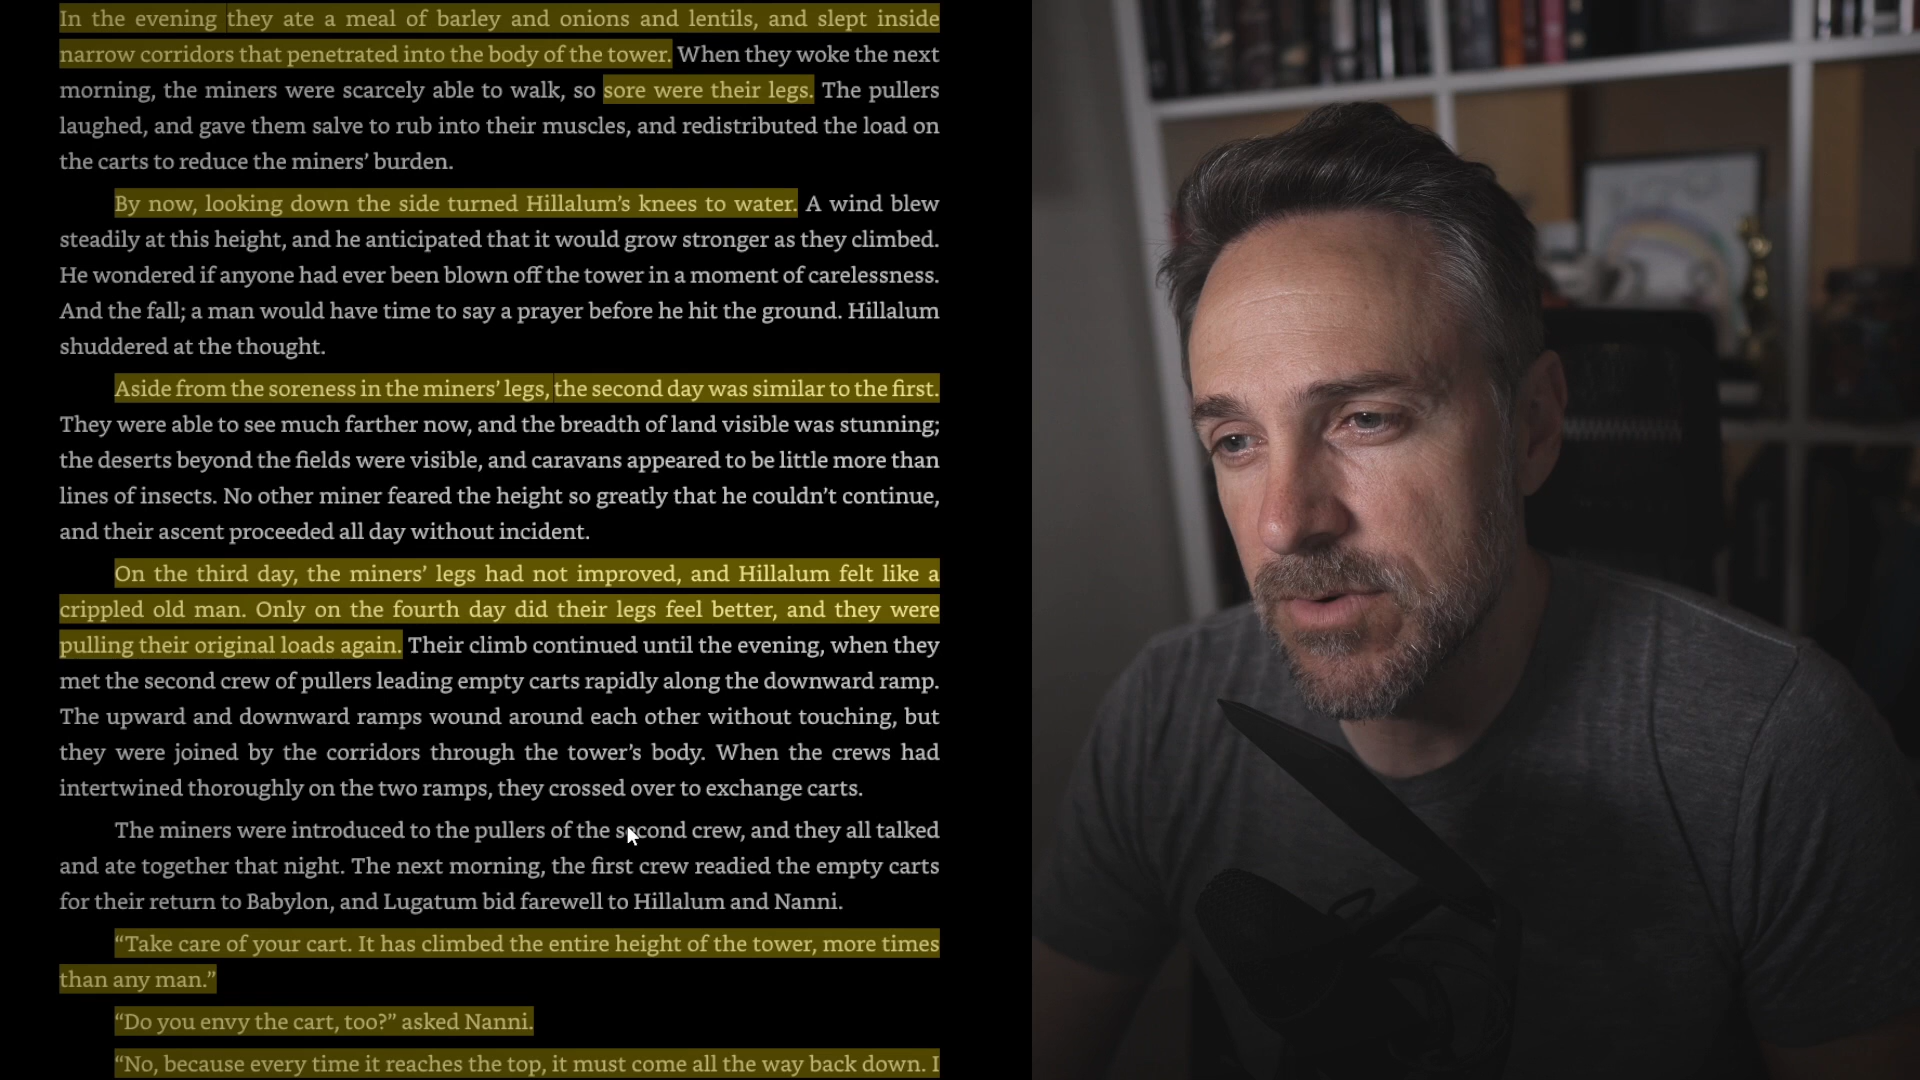 In the evening they ate a meal of barley and onions and lentils, and slept inside
narrow corridors that penetrated into the body of the tower. When they woke the next
morning, the miners were scarcely able to walk, so sore were their legs. The pullers
laughed, and gave them salve to rub into their muscles, and redistributed the load on
the carts to reduce the miners’ burden.
By now, looking down the side turned Hillalum’s knees to water. A wind blew
steadily at this height, and he anticipated that it would grow stronger as they climbed.
He wondered if anyone had ever been blown off the tower in a moment of carelessness.
And the fall; a man would have time to say a prayer before he hit the ground. Hillalum
shuddered at the thought.
Aside from the soreness in the miners’ legs, the second day was similar to the first.
They were able to see much farther now, and the breadth of land visible was stunning;
the deserts beyond the fields were visible, and caravans appeared to be little more than
lines of insects. No other miner feared the height so greatly that he couldn’t continue,
and their ascent proceeded all day without incident.
On the third day, the miners’ legs had not improved, and Hillalum felt like a
crippled old man. Only on the fourth day did their legs feel better, and they were
pulling their original loads again. Their climb continued until the evening, when they
met the second crew of pullers leading empty carts rapidly along the downward ramp.
The upward and downward ramps wound around each other without touching, but
they were joined by the corridors through the tower’s body. When the crews had
intertwined thoroughly on the two ramps, they crossed over to exchange carts.
The miners were introduced to the pullers of the second crew, and they all talked
and ate together that night. The next morning, the first crew readied the empty carts
for their return to Babylon, and Lugatum bid farewell to Hillalum and Nanni.
“Take care of your cart. It has climbed the entire height of the tower, more times
than any man.”
“Do you envy the cart, too?” asked Nanni.
“No, because every time it reaches the top, it must come all the way back down. I